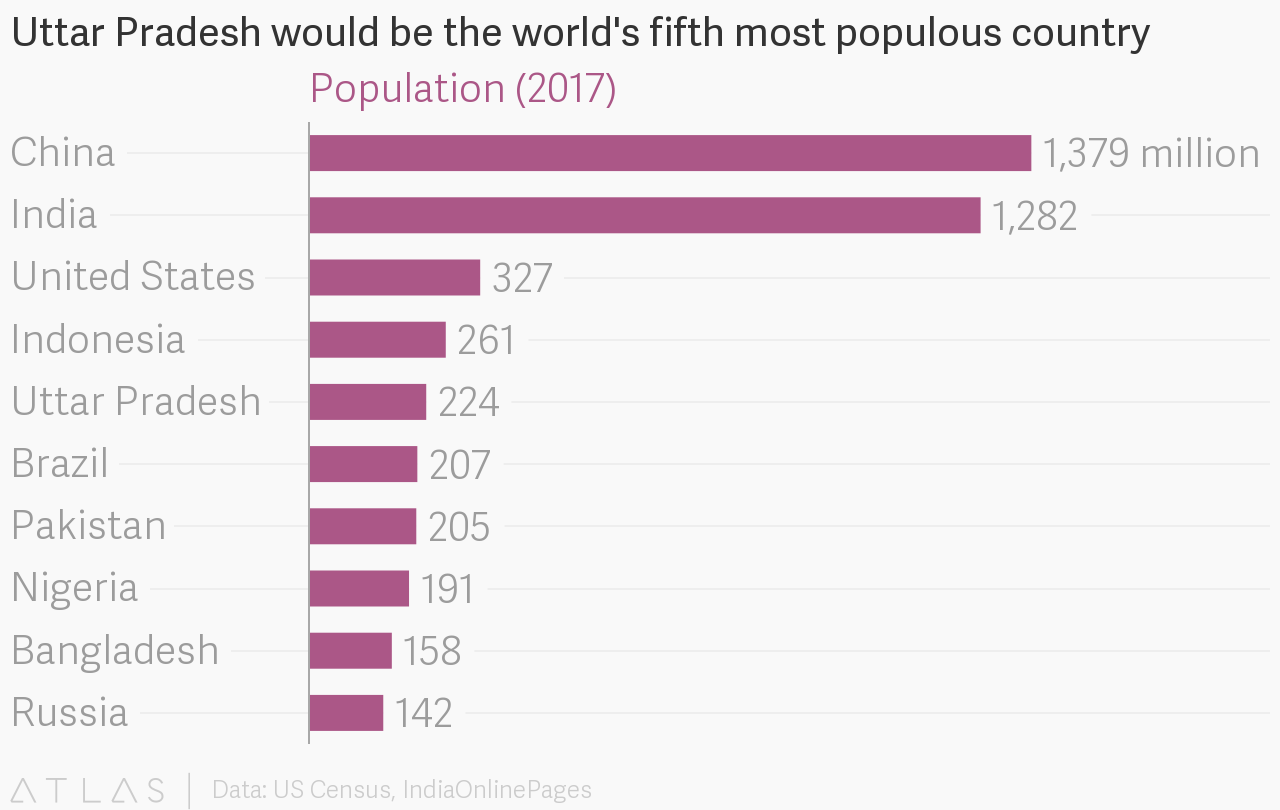 Uttar Pradesh would be the world's fifth most populous country
Population (2017)
China 1,379 million
India 1,282
United States 327
Indonesia 261
Uttar Pradesh 224
Brazil 207
Pakistan 205
Nigeria 191
Bangladesh 158
Russia 142
ATLAS Data: US Census, IndiaOnlinePages